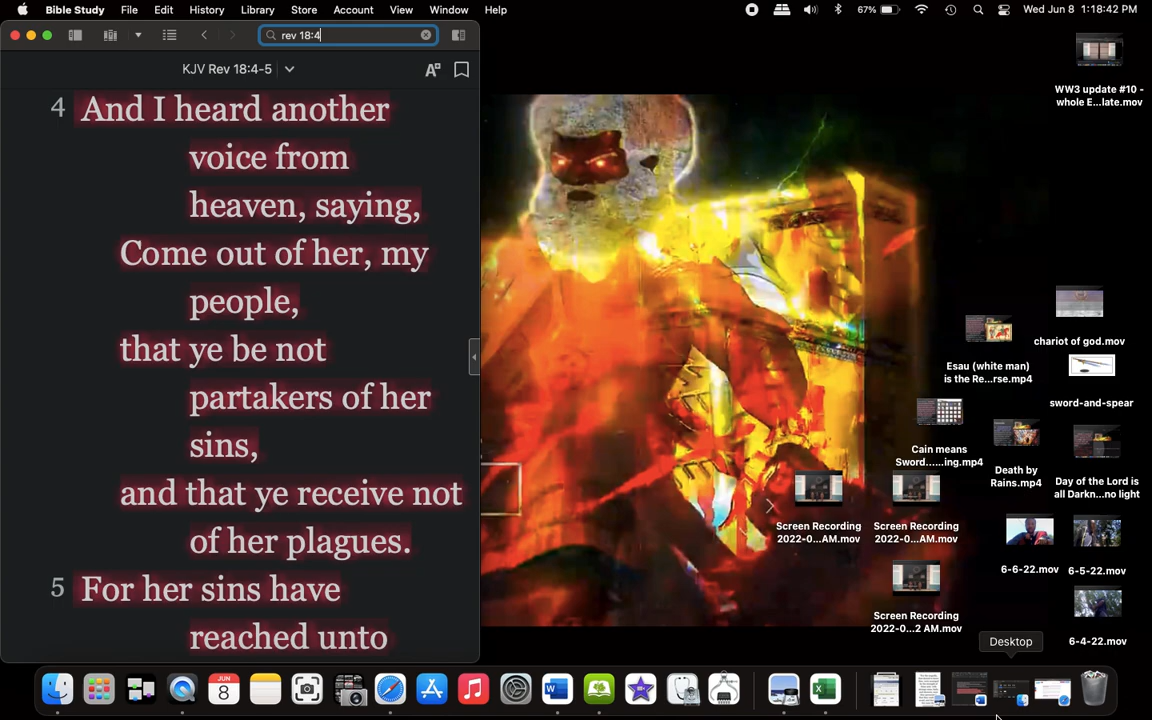 Bible Study File Edit History Library Store Account View Window Help 67% Wed Jun 8 1:18:42 PM
rev 18:4
KJV Rev 18:4-5
4 And I heard another
voice from
heaven, saying,
Come out of her, my
people,
that ye be not
partakers of her
sins,
and that ye receive not
of her plagues.
5 For her sins have
reached unto
WW3 update #10 -
whole E...late.mov
chariot of god.mov
Esau (white man)
is the Re...rse.mp4
sword-and-spear
Cain means
Sword......ing.mp4
Death by
Rains.mp4
Day of the Lord is
all Darkn...no light
Screen Recording
2022-0...AM.mov
Screen Recording
2022-0...AM.mov
6-6-22.mov
6-5-22.mov
Screen Recording
2022-0...2 AM.mov
6-4-22.mov
Desktop
JUN
8